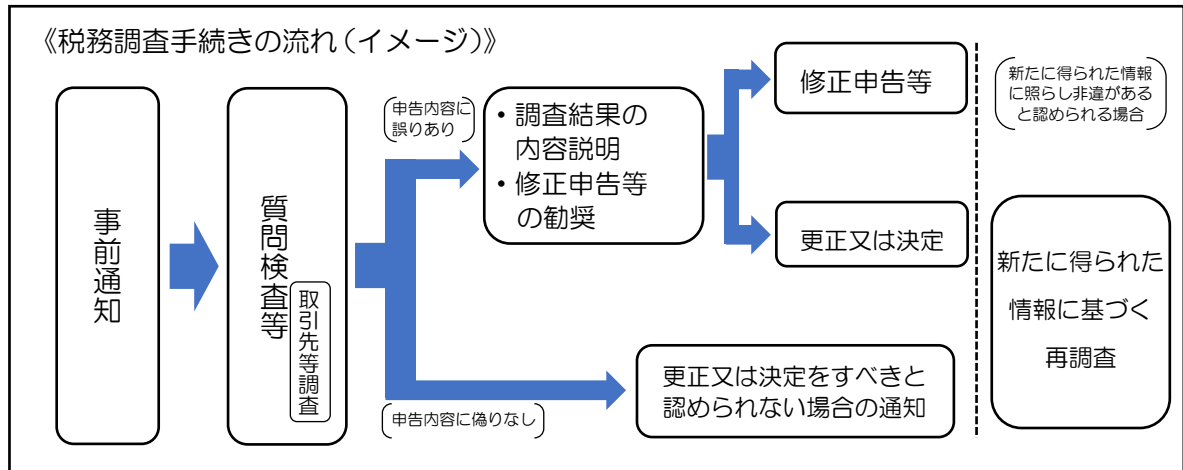 《税務調査手続きの流れ（イメージ）》
事前通知
質問検査等
取引先等調査
申告内容に
誤りあり
・調査結果の
内容説明
・修正申告等
の勧奨
修正申告等
更正又は決定
申告内容に偽りなし
更正又は決定をすべきと
認められない場合の通知
新たに得られた情報
に照らし非違がある
と認められる場合
新たに得られた
情報に基づく
再調査